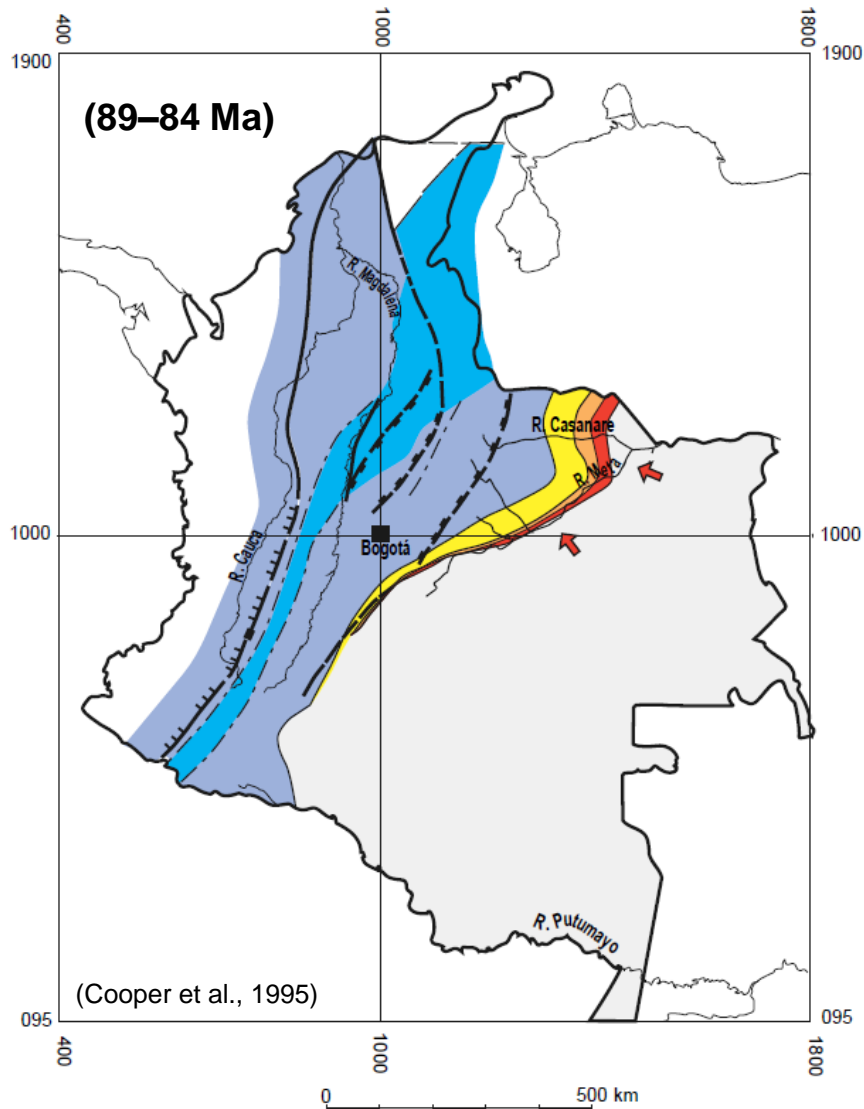 400
1000
1800
1900
1900
(89–84 Ma)
R. Magdalena
R. Casanare
R. Meta
1000
1000
Bogotá
R. Cauca
R. Putumayo
(Cooper et al., 1995)
095
095
400
1000
1800
0
500 km